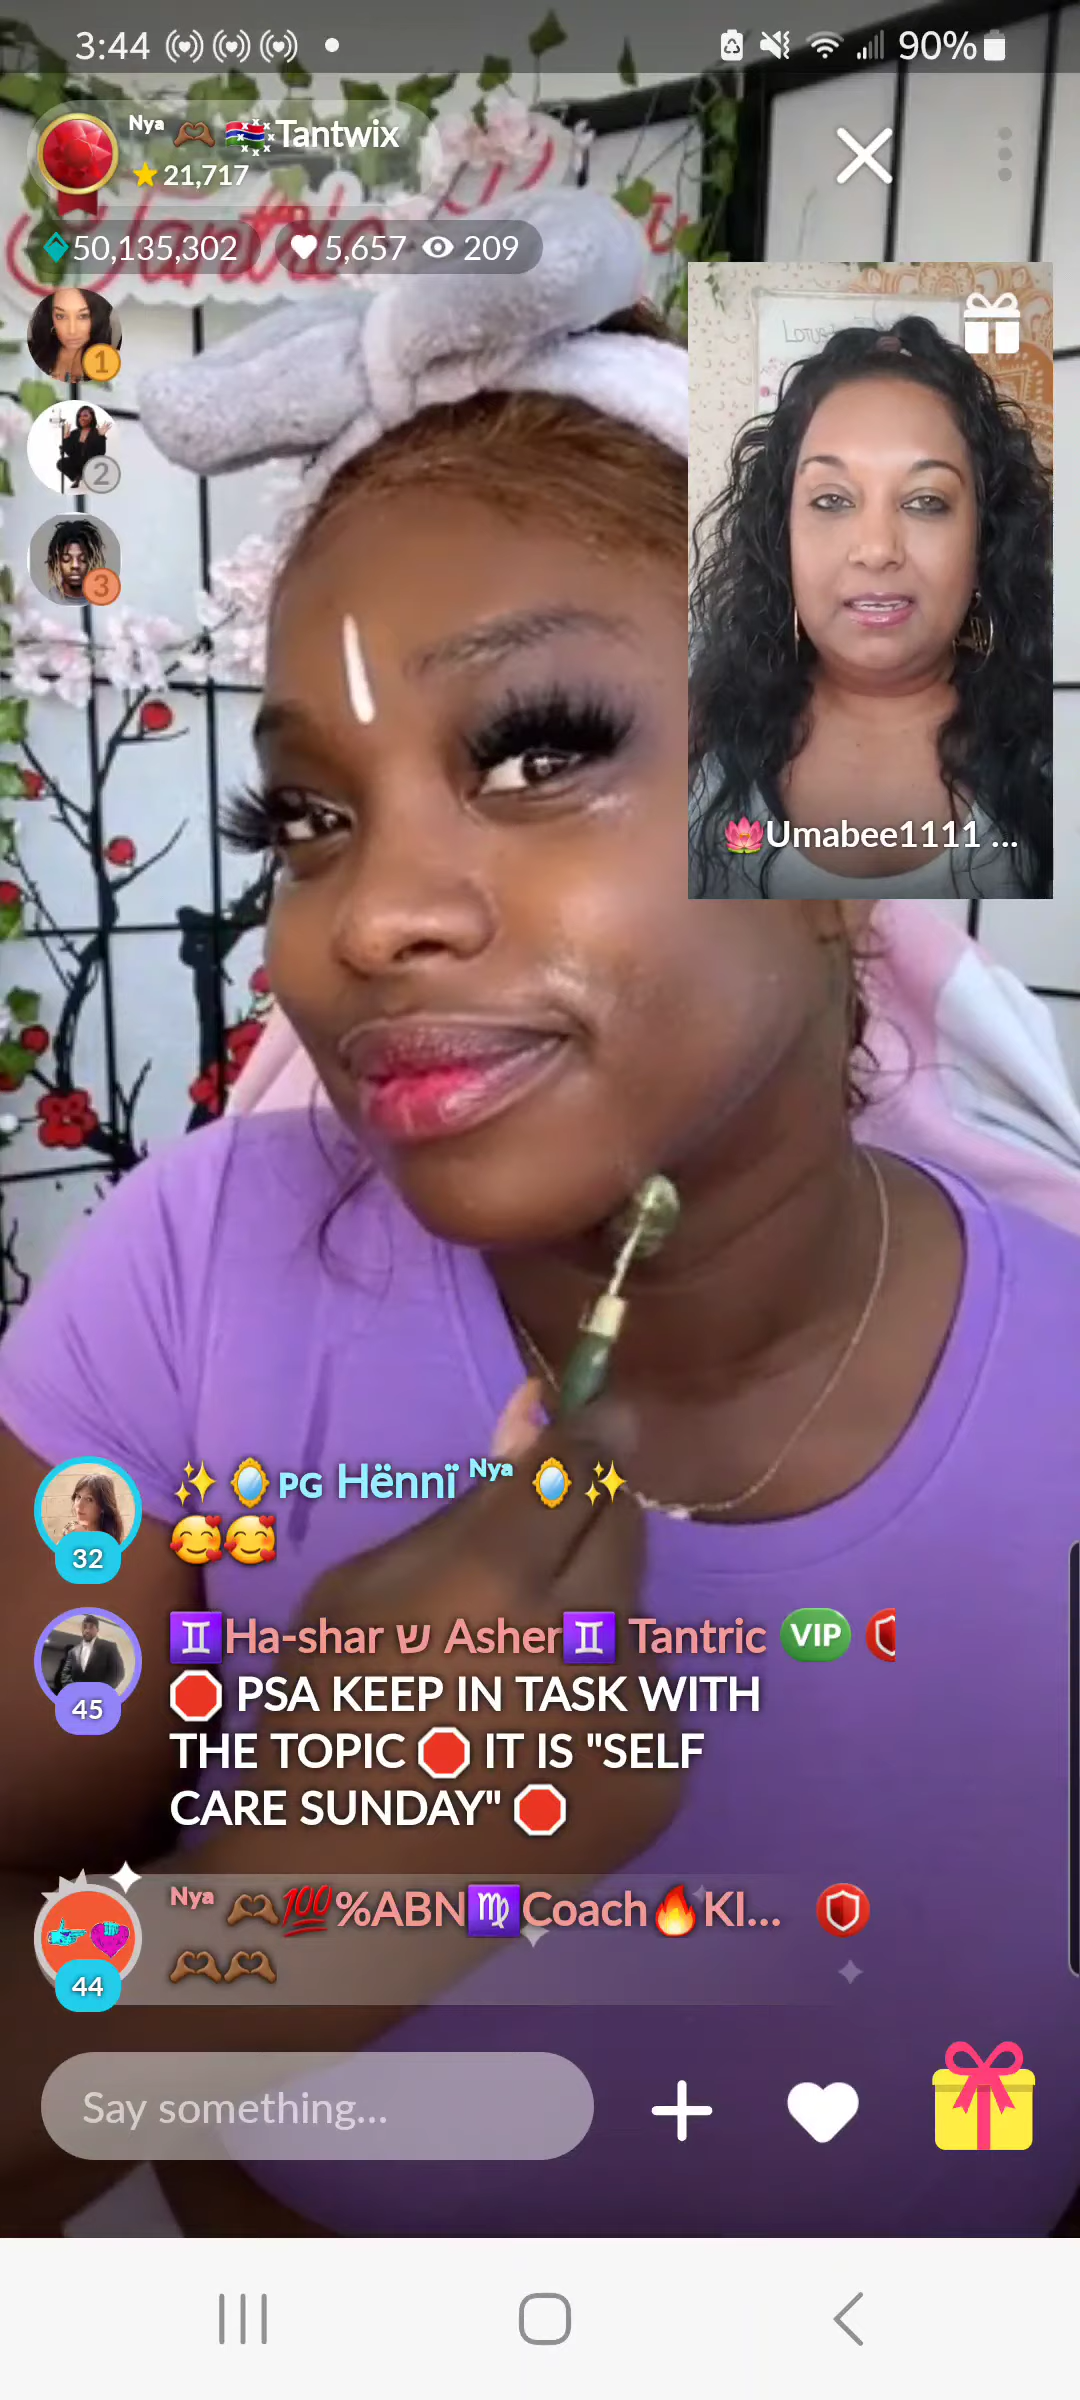 3:44
90%
Nya 🫶🏾 🇬🇲Tantwix
21,717
50,135,302
5,657
209
1
2
3
🪷Umabee1111 ...
✨🪞PG Hënnï Nya 🪞✨
🥰🥰
32
♊Ha-shar ש Asher♊ Tantric VIP
🛑 PSA KEEP IN TASK WITH
THE TOPIC 🛑 IT IS "SELF
CARE SUNDAY" 🛑
45
Nya 🫶🏾💯%ABN♍Coach🔥KI...
🫶🏾🫶🏾
44
Say something...